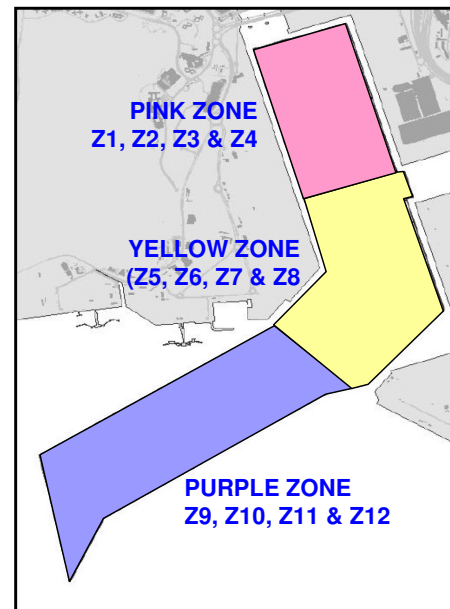 PINK ZONE
Z1, Z2, Z3 & Z4
YELLOW ZONE
(Z5, Z6, Z7 & Z8
PURPLE ZONE
Z9, Z10, Z11 & Z12